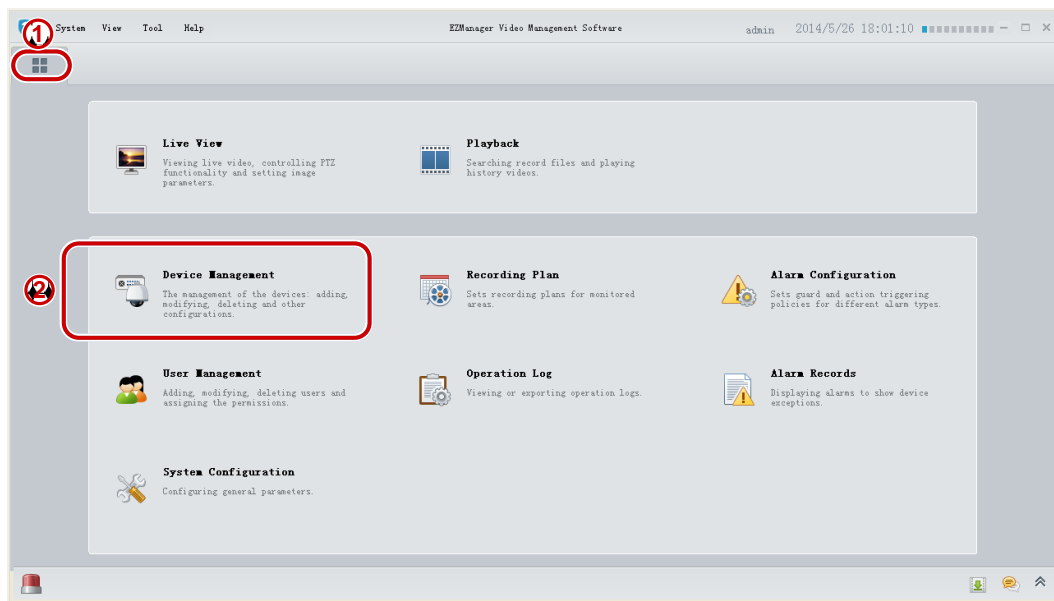 1
System View Tool Help EZManager Video Management Software admin 2014/5/26 18:01:10
Live View
Viewing live video, controlling PTZ
functionality and setting image
parameters.
Playback
Searching record files and playing
history videos.
2
Device Management
The management of the devices: adding,
modifying, deleting and other
configurations.
Recording Plan
Sets recording plans for monitored
areas.
Alarm Configuration
Sets guard and action triggering
policies for different alarm types.
User Management
Adding, modifying, deleting users and
assigning the permissions.
Operation Log
Viewing or exporting operation logs.
Alarm Records
Displaying alarms to show device
exceptions.
System Configuration
Configuring general parameters.